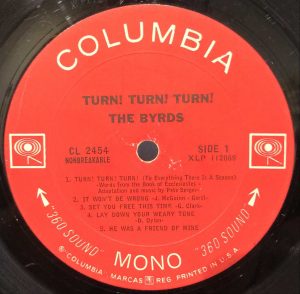 COLUMBIA
TURN! TURN! TURN!
THE BYRDS
CL 2454
NONBREAKABLE
SIDE 1
XLP 112069
1. TURN! TURN! TURN! (To Everything There Is A Season)
-Words from the Book of Ecclesiastes -
Adaptation and music by Pete Seeger-
2. IT WON'T BE WRONG -J. McGuinn - Gerst-
3. SET YOU FREE THIS TIME -G. Clark-
4. LAY DOWN YOUR WEARY TUNE
-B. Dylan-
5. HE WAS A FRIEND OF MINE
"360 SOUND" MONO "360 SOUND"
® "COLUMBIA" MARCAS REG. PRINTED IN U.S.A.